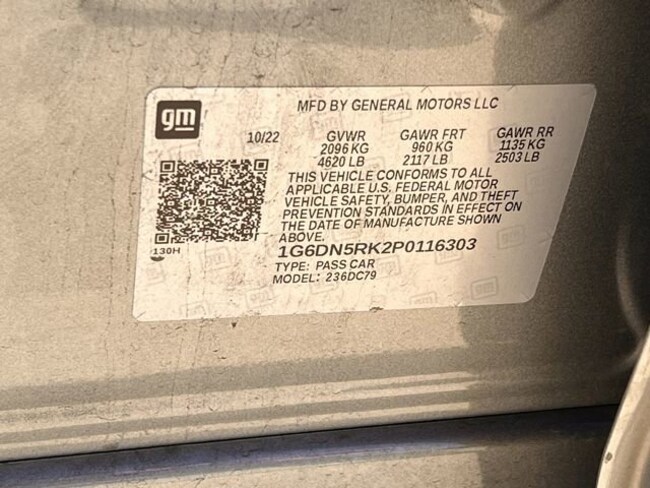 gm
MFD BY GENERAL MOTORS LLC
10/22 GVWR GAWR FRT GAWR RR
2096 KG 960 KG 1135 KG
4620 LB 2117 LB 2503 LB
THIS VEHICLE CONFORMS TO ALL
APPLICABLE U.S. FEDERAL MOTOR
VEHICLE SAFETY, BUMPER, AND THEFT
PREVENTION STANDARDS IN EFFECT ON
THE DATE OF MANUFACTURE SHOWN
ABOVE.
130H
1G6DN5RK2P0116303
TYPE: PASS CAR
MODEL: 236DC79